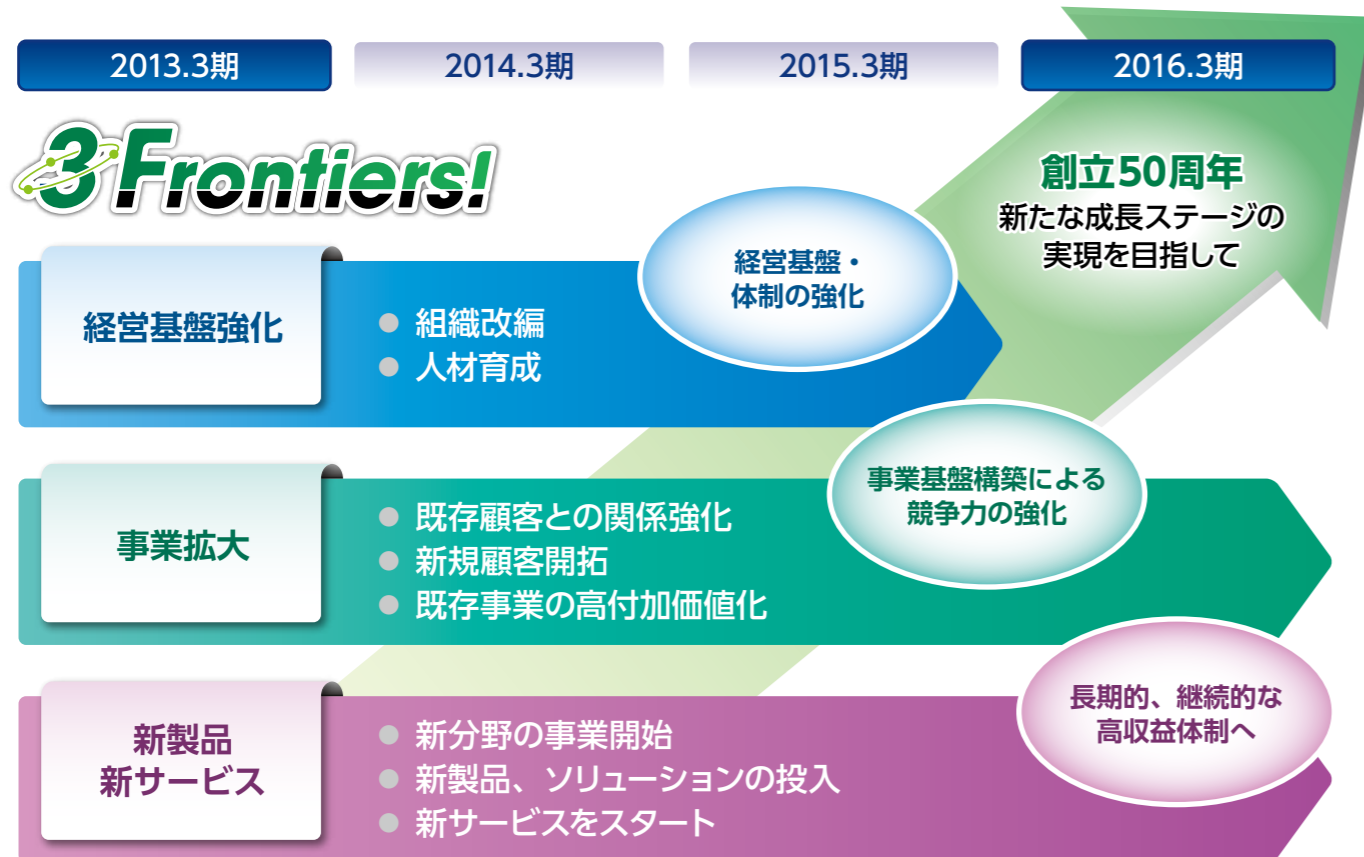 2013.3期
2014.3期
2015.3期
2016.3期
3 Frontiers!
創立50周年
新たな成長ステージの
実現を目指して
経営基盤強化
● 組織改編
● 人材育成
経営基盤・
体制の強化
事業拡大
● 既存顧客との関係強化
● 新規顧客開拓
● 既存事業の高付加価値化
事業基盤構築による
競争力の強化
新製品
新サービス
● 新分野の事業開始
● 新製品、ソリューションの投入
● 新サービスをスタート
長期的、継続的な
高収益体制へ